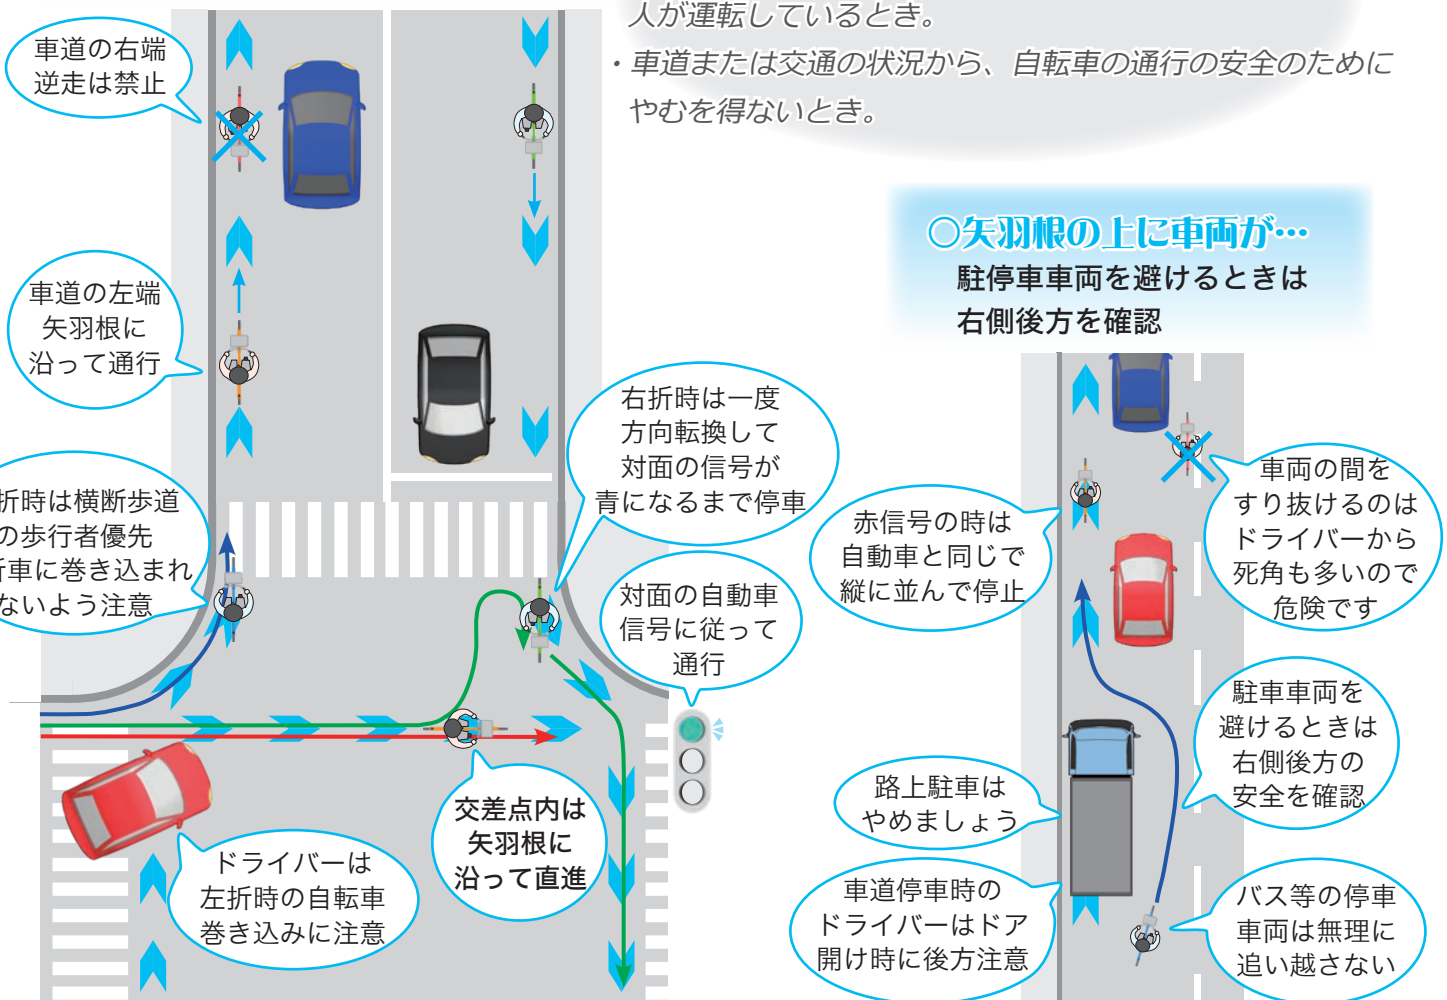 人が運転しているとき。
・車道または交通の状況から、自転車の通行の安全のために
やむを得ないとき。
車道の右端
逆走は禁止
車道の左端
矢羽根に
沿って通行
折時は横断歩道
の歩行者優先
車に巻き込まれ
ないよう注意
右折時は一度
方向転換して
対面の信号が
青になるまで停車
対面の自動車
信号に従って
通行
交差点内は
矢羽根に
沿って直進
ドライバーは
左折時の自転車
巻き込みに注意
○矢羽根の上に車両が…
駐停車車両を避けるときは
右側後方を確認
赤信号の時は
自動車と同じで
縦に並んで停止
車両の間を
すり抜けるのは
ドライバーから
死角も多いので
危険です
駐車車両を
避けるときは
右側後方の
安全を確認
路上駐車は
やめましょう
車道停車時の
ドライバーはドア
開け時に後方注意
バス等の停車
車両は無理に
追い越さない